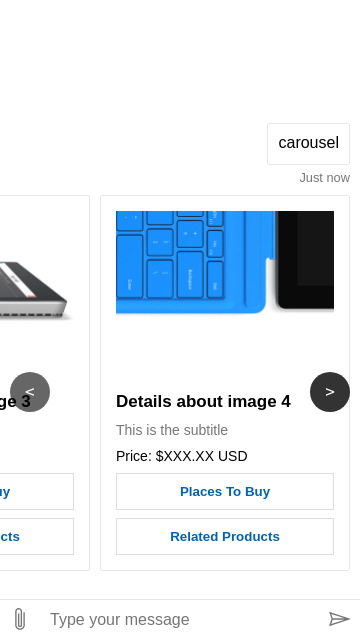 carousel
Just now
ge 3
<
>
Details about image 4
This is the subtitle
Price: $XXX.XX USD
uy
Places To Buy
cts
Related Products
Type your message